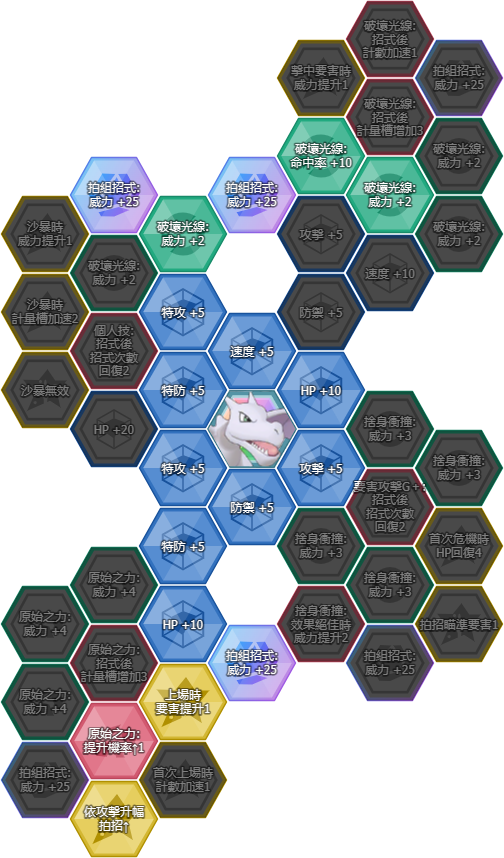 破壞光線:
招式後
計數加速1
擊中要害時
威力提升1
拍組招式:
威力 +25
破壞光線:
招式後
計量槽增加3
破壞光線:
命中率 +10
破壞光線:
威力 +2
拍組招式:
威力 +25
拍組招式:
威力 +25
破壞光線:
威力 +2
沙暴時
威力提升1
破壞光線:
威力 +2
攻擊 +5
破壞光線:
威力 +2
破壞光線:
威力 +2
速度 +10
沙暴時
計量槽加速2
特攻 +5
防禦 +5
個人技:
招式後
招式次數
回復2
速度 +5
沙暴無效
特防 +5
HP +10
HP +20
捨身衝撞:
威力 +3
特攻 +5
攻擊 +5
捨身衝撞:
威力 +3
要害攻擊G+:
招式後
招式次數
回復2
防禦 +5
特防 +5
捨身衝撞:
威力 +3
首次危機時
HP回復4
原始之力:
威力 +4
捨身衝撞:
威力 +3
原始之力:
威力 +4
HP +10
捨身衝撞:
效果絕佳時
威力提升2
拍招瞄準要害1
原始之力:
招式後
計量槽增加3
拍組招式:
威力 +25
拍組招式:
威力 +25
原始之力:
威力 +4
上場時
要害提升1
原始之力:
提升機率↑1
拍組招式:
威力 +25
首次上場時
計數加速1
依攻擊升幅
拍招↑